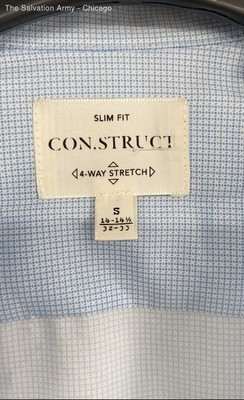 The Salvation Army - Chicago
SLIM FIT
CON.STRUCT
4-WAY STRETCH
S
14-14½
32-33